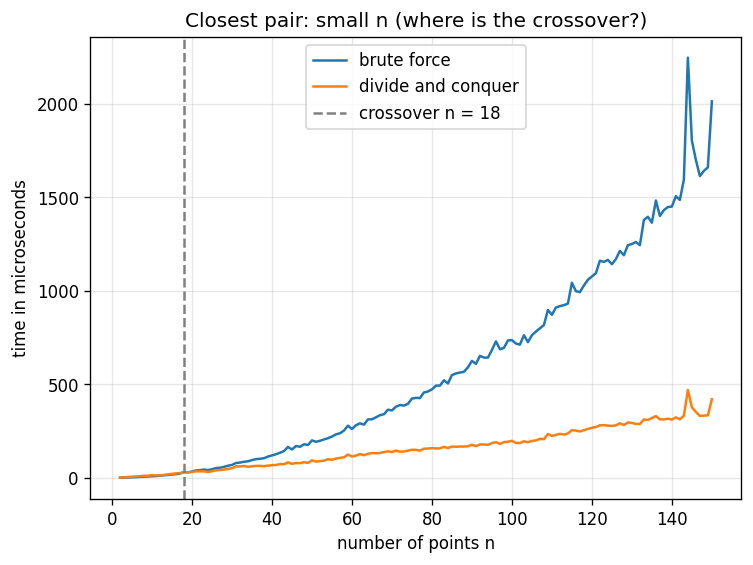 Closest pair: small n (where is the crossover?)
brute force
divide and conquer
crossover n = 18
time in microseconds
2000
1500
1000
500
0
0 20 40 60 80 100 120 140
number of points n